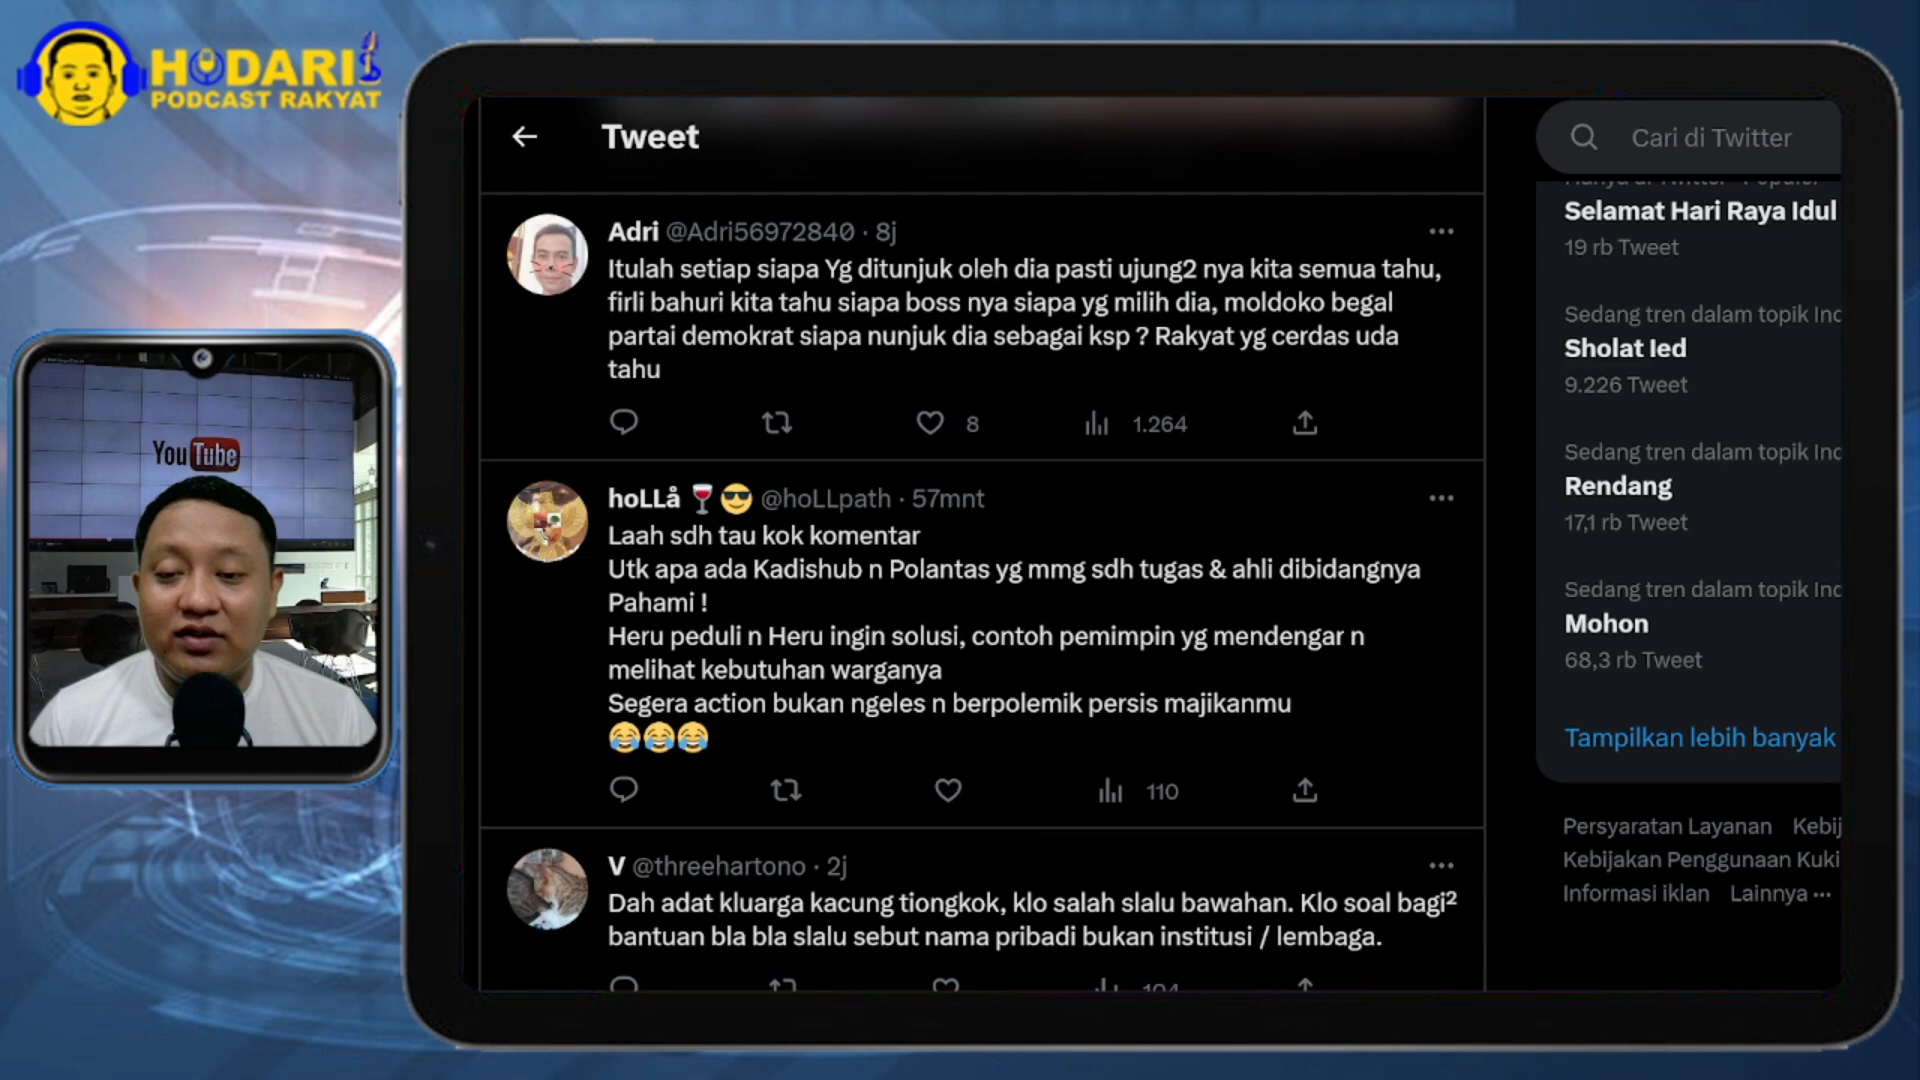 HODARI
PODCAST RAKYAT
YouTube
Tweet
Adri @Adri56972840 · 8j
Itulah setiap siapa Yg ditunjuk oleh dia pasti ujung2 nya kita semua tahu,
firli bahuri kita tahu siapa boss nya siapa yg milih dia, moldoko begal
partai demokrat siapa nunjuk dia sebagai ksp ? Rakyat yg cerdas uda
tahu
8 1.264
hoLLå 🍷😎 @hoLLpath · 57mnt
Laah sdh tau kok komentar
Utk apa ada Kadishub n Polantas yg mmg sdh tugas & ahli dibidangnya
Pahami !
Heru peduli n Heru ingin solusi, contoh pemimpin yg mendengar n
melihat kebutuhan warganya
Segera action bukan ngeles n berpolemik persis majikanmu
😂😂😂
110
V @threehartono · 2j
Dah adat kluarga kacung tiongkok, klo salah slalu bawahan. Klo soal bagi²
bantuan bla bla slalu sebut nama pribadi bukan institusi / lembaga.
Cari di Twitter
Selamat Hari Raya Idul
19 rb Tweet
Sedang tren dalam topik Inc
Sholat Ied
9.226 Tweet
Sedang tren dalam topik Inc
Rendang
17,1 rb Tweet
Sedang tren dalam topik Inc
Mohon
68,3 rb Tweet
Tampilkan lebih banyak
Persyaratan Layanan Kebij
Kebijakan Penggunaan Kuki
Informasi iklan Lainnya ···